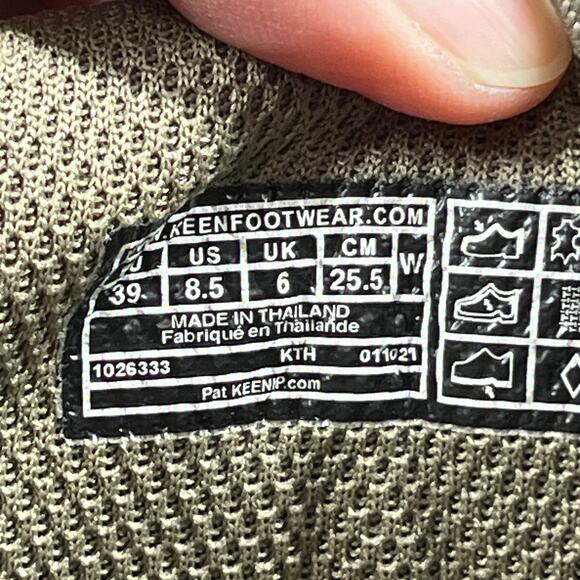 .KEENFOOTWEAR.COM
US UK CM W
39 8.5 6 25.5
MADE IN THAILAND
Fabriqué en Thaïlande
1026333 KTH 011021
Pat KEENIP.com